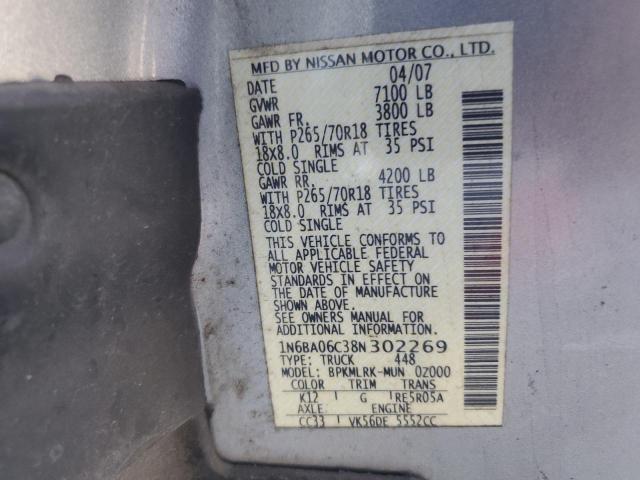 MFD BY NISSAN MOTOR CO., LTD.
DATE 04/07
GVWR 7100 LB
GAWR FR. 3800 LB
WITH P265/70R18 TIRES
18X8.0 RIMS AT 35 PSI
COLD SINGLE
GAWR RR. 4200 LB
WITH P265/70R18 TIRES
18X8.0 RIMS AT 35 PSI
COLD SINGLE
THIS VEHICLE CONFORMS TO
ALL APPLICABLE FEDERAL
MOTOR VEHICLE SAFETY
STANDARDS IN EFFECT ON
THE DATE OF MANUFACTURE
SHOWN ABOVE.
SEE OWNERS MANUAL FOR
ADDITIONAL INFORMATION.
1N6BA06C38N302269
TYPE: TRUCK 448
MODEL: BPKMLRK-MUN 0Z000
COLOR TRIM TRANS
K12 G RE5R05A
AXLE ENGINE
CC33 VK56DE 5552CC